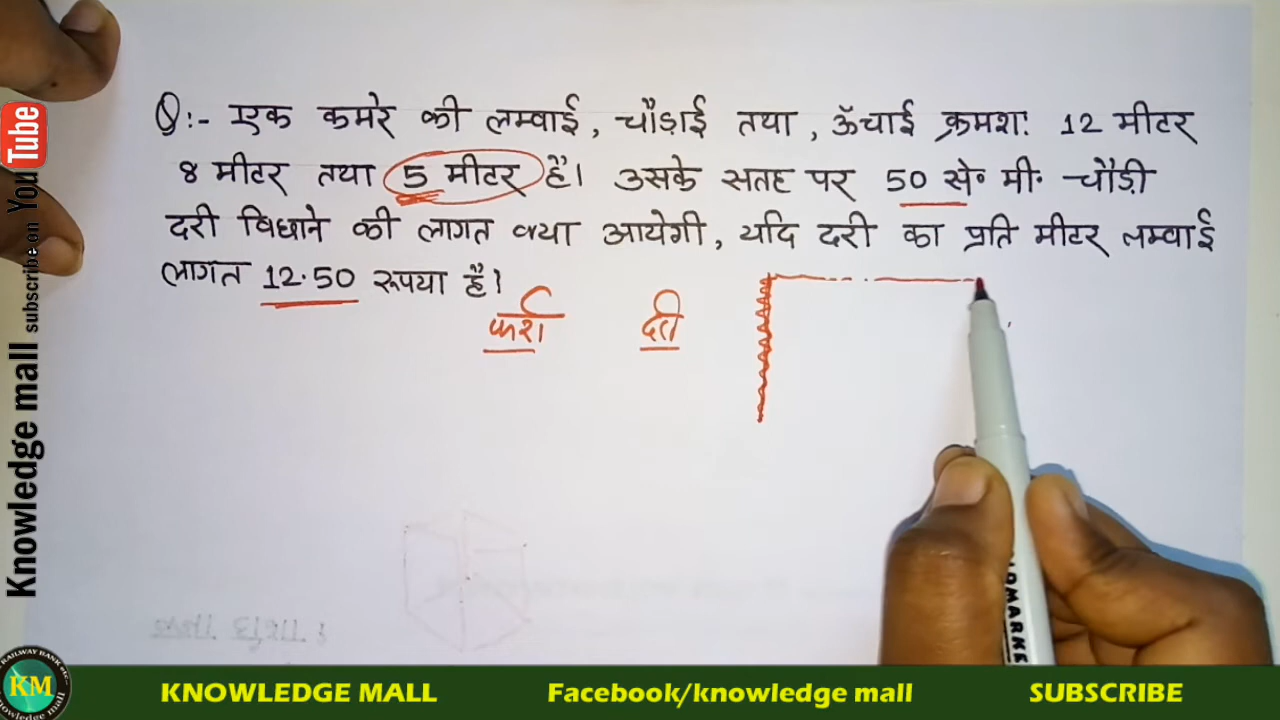 Q:- एक कमरे की लम्बाई, चौड़ाई तथा, ऊँचाई क्रमशः 12 मीटर
8 मीटर तथा 5 मीटर है। उसके सतह पर 50 से॰ मी॰ चौड़ी
दरी विछाने की लागत क्या आयेगी, यदि दरी का प्रति मीटर लम्वाई
लागत 12.50 रूपया है।
फर्श दरी
Knowledge mall subscribe on YouTube
KM
KNOWLEDGE MALL Facebook/knowledge mall SUBSCRIBE